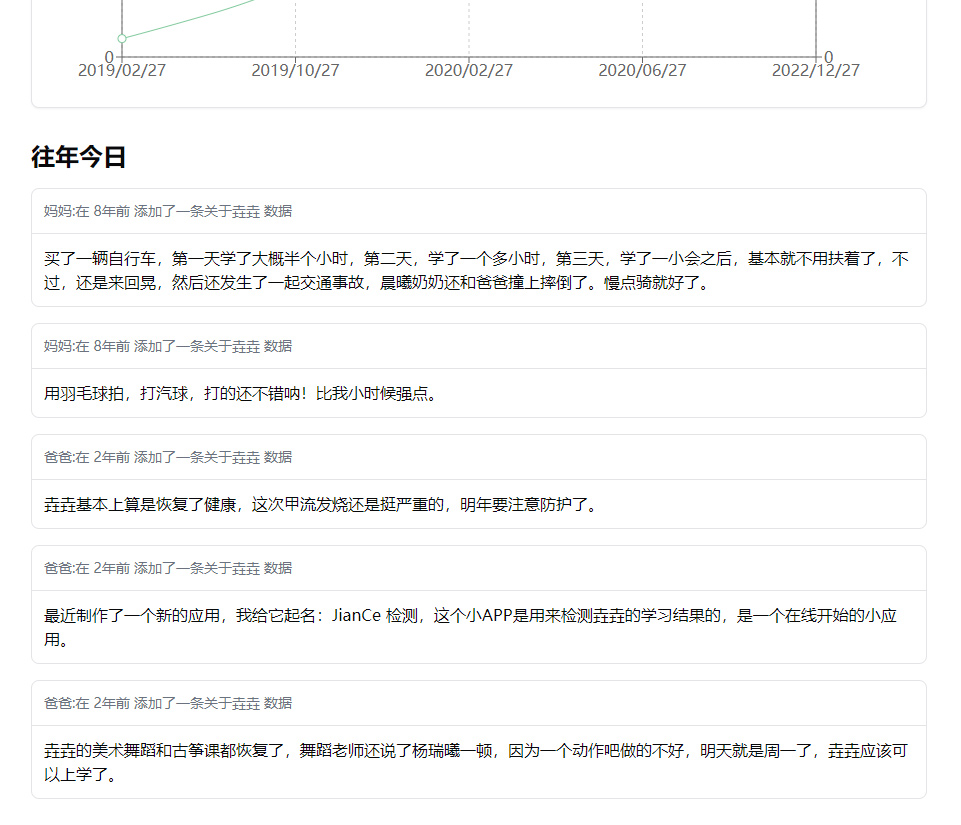 0
0
2019/02/27 2019/10/27 2020/02/27 2020/06/27 2022/12/27
往年今日
妈妈:在 8年前 添加了一条关于垚垚 数据
买了一辆自行车，第一天学了大概半个小时，第二天，学了一个多小时，第三天，学了一小会之后，基本就不用扶着了，不
过，还是来回晃，然后还发生了一起交通事故，晨曦奶奶还和爸爸撞上摔倒了。慢点骑就好了。
妈妈:在 8年前 添加了一条关于垚垚 数据
用羽毛球拍，打汽球，打的还不错呐！比我小时候强点。
爸爸:在 2年前 添加了一条关于垚垚 数据
垚垚基本上算是恢复了健康，这次甲流发烧还是挺严重的，明年要注意防护了。
爸爸:在 2年前 添加了一条关于垚垚 数据
最近制作了一个新的应用，我给它起名：JianCe 检测，这个小APP是用来检测垚垚的学习结果的，是一个在线开始的小应
用。
爸爸:在 2年前 添加了一条关于垚垚 数据
垚垚的美术舞蹈和古筝课都恢复了，舞蹈老师还说了杨瑞曦一顿，因为一个动作吧做的不好，明天就是周一了，垚垚应该可
以上学了。